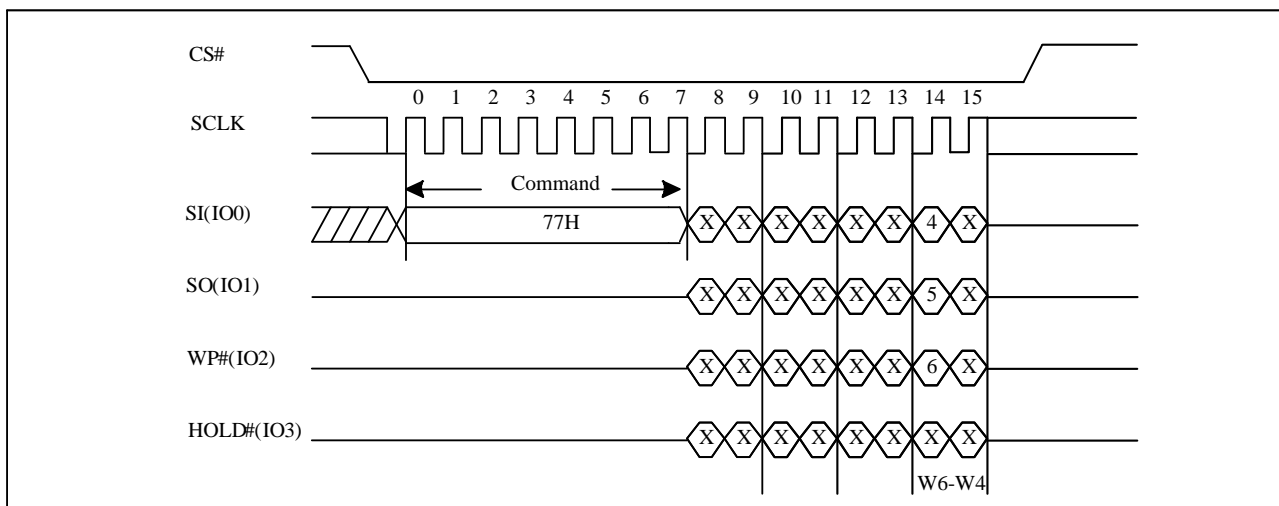 CS#
0 1 2 3 4 5 6 7 8 9 10 11 12 13 14 15
SCLK
Command
SI(IO0) 77H X X X X X X 4 X
SO(IO1) X X X X X X 5 X
WP#(IO2) X X X X X X 6 X
HOLD#(IO3) X X X X X X X X
W6-W4